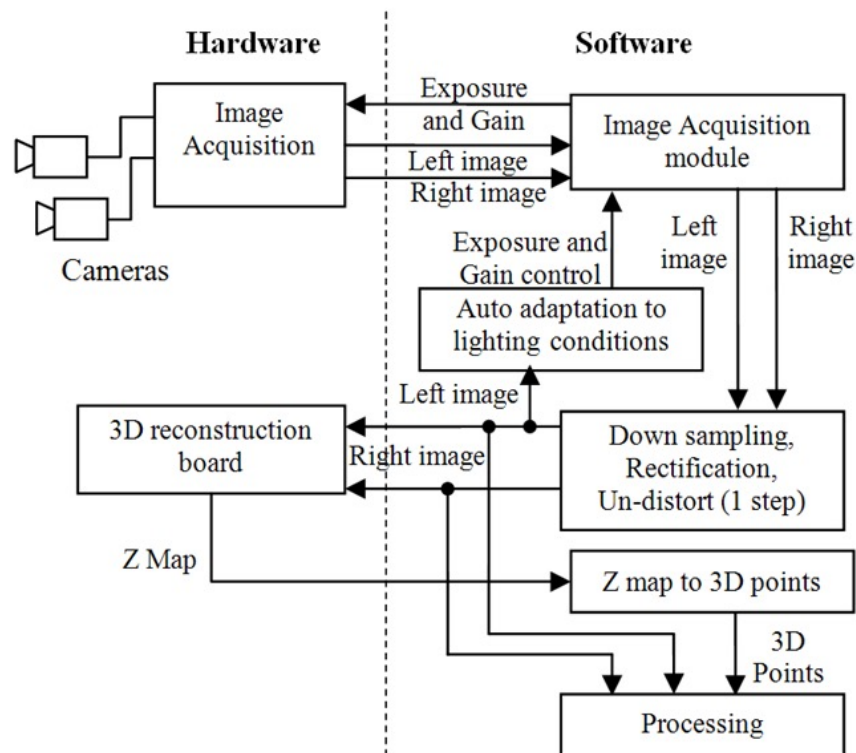 Hardware
Software
Image
Acquisition
Exposure
and Gain
Left image
Right image
Image Acquisition
module
Cameras
Exposure and
Gain control
Left
image
Right
image
Auto adaptation to
lighting conditions
Left image
3D reconstruction
board
Right image
Down sampling,
Rectification,
Un-distort (1 step)
Z Map
Z map to 3D points
3D
Points
Processing